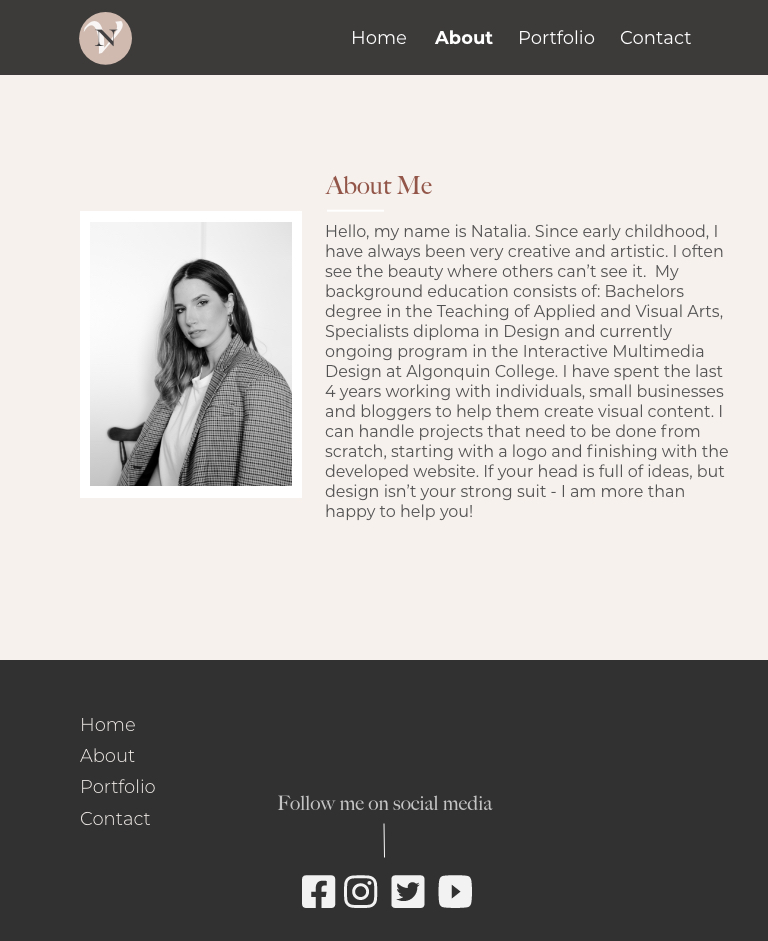 VN
Home About Portfolio Contact
About Me
Hello, my name is Natalia. Since early childhood, I
have always been very creative and artistic. I often
see the beauty where others can't see it.  My
background education consists of: Bachelors
degree in the Teaching of Applied and Visual Arts,
Specialists diploma in Design and currently
ongoing program in the Interactive Multimedia
Design at Algonquin College. I have spent the last
4 years working with individuals, small businesses
and bloggers to help them create visual content. I
can handle projects that need to be done from
scratch, starting with a logo and finishing with the
developed website. If your head is full of ideas, but
design isn't your strong suit - I am more than
happy to help you!
Home
About
Portfolio
Contact
Follow me on social media